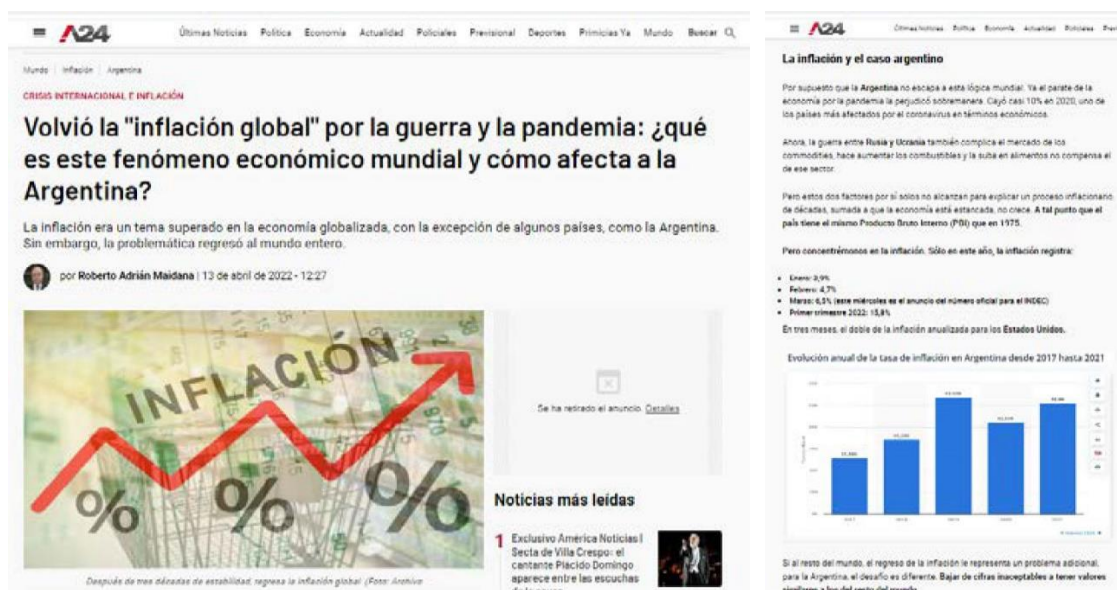 A24
Últimas Noticias Política Economía Actualidad Policiales Previsional Deportes Primicias Ya Mundo Buscar
Mundo | Inflación | Argentina
CRISIS INTERNACIONAL E INFLACIÓN
Volvió la "inflación global" por la guerra y la pandemia: ¿qué
es este fenómeno económico mundial y cómo afecta a la
Argentina?
La inflación era un tema superado en la economía globalizada, con la excepción de algunos países, como la Argentina.
Sin embargo, la problemática regresó al mundo entero.
por Roberto Adrián Maidana | 13 de abril de 2022 - 12:27
INFLACIÓN
% % %
Después de mes décadas de estabilidad, regresa la inflación global (Foto: Archivo
Se ha retirado el anuncio. Detalles
Noticias más leídas
1 Exclusivo América Noticias |
Secta de Villa Crespo: el
cantante Plácido Domingo
aparece entre las escuchas
A24
Últimas Noticias Política Economía Actualidad Policiales
La inflación y el caso argentino
Por supuesto que la Argentina no escapa a esta lógica mundial. Ya el parate de la
economía por la pandemia la perjudicó sobremanera. Cayó casi 10% en 2020, uno de
los países más afectados por el coronavirus en términos económicos.
Ahora, la guerra entre Rusia y Ucrania también complica el mercado de los
commodities, hace aumentar los combustibles y la suba en alimentos no compensa el
de ese sector.
Pero estos dos factores por sí solos no alcanzan para explicar un proceso inflacionario
de décadas, sumada a que la economía está estancada, no crece. A tal punto que el
país tiene el mismo Producto Bruto Interno (PBI) que en 1975.
Pero concentrémonos en la inflación. Sólo en este año, la inflación registra:
Enero: 3,9%
Febrero: 4,7%
Marzo: 6,5% (este miércoles es el anuncio del número oficial para el INDEC)
Primer trimestre 2022: 15,8%
En tres meses, el doble de la inflación anualizada para los Estados Unidos.
Evolución anual de la tasa de inflación en Argentina desde 2017 hasta 2021
Si al resto del mundo, el regreso de la inflación le representa un problema adicional,
para la Argentina, el desafío es diferente. Bajar de cifras inaceptables a tener valores
similares a los del resto del mundo